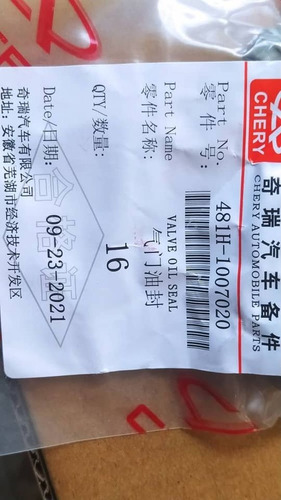 CHERY
奇瑞汽车备件
CHERY AUTOMOBILE PARTS
Part No.
零件号:
481H-1007020
Part Name
零件名称:
VALVE OIL SEAL
气门油封
QTY/数量:
16
合格证
Date/日期:
09-23-2021
奇瑞汽车有限公司
地址:安徽省芜湖市经济技术开发区